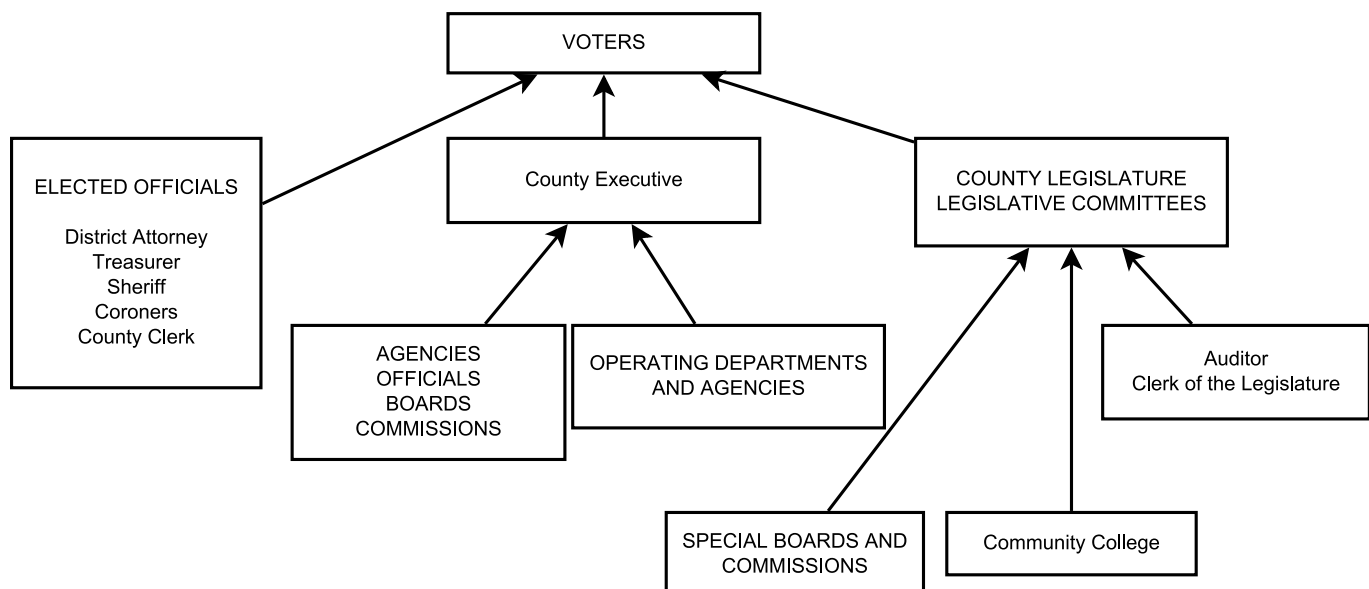 VOTERS
ELECTED OFFICIALS
District Attorney
Treasurer
Sheriff
Coroners
County Clerk
County Executive
COUNTY LEGISLATURE
LEGISLATIVE COMMITTEES
AGENCIES
OFFICIALS
BOARDS
COMMISSIONS
OPERATING DEPARTMENTS
AND AGENCIES
Auditor
Clerk of the Legislature
SPECIAL BOARDS AND
COMMISSIONS
Community College